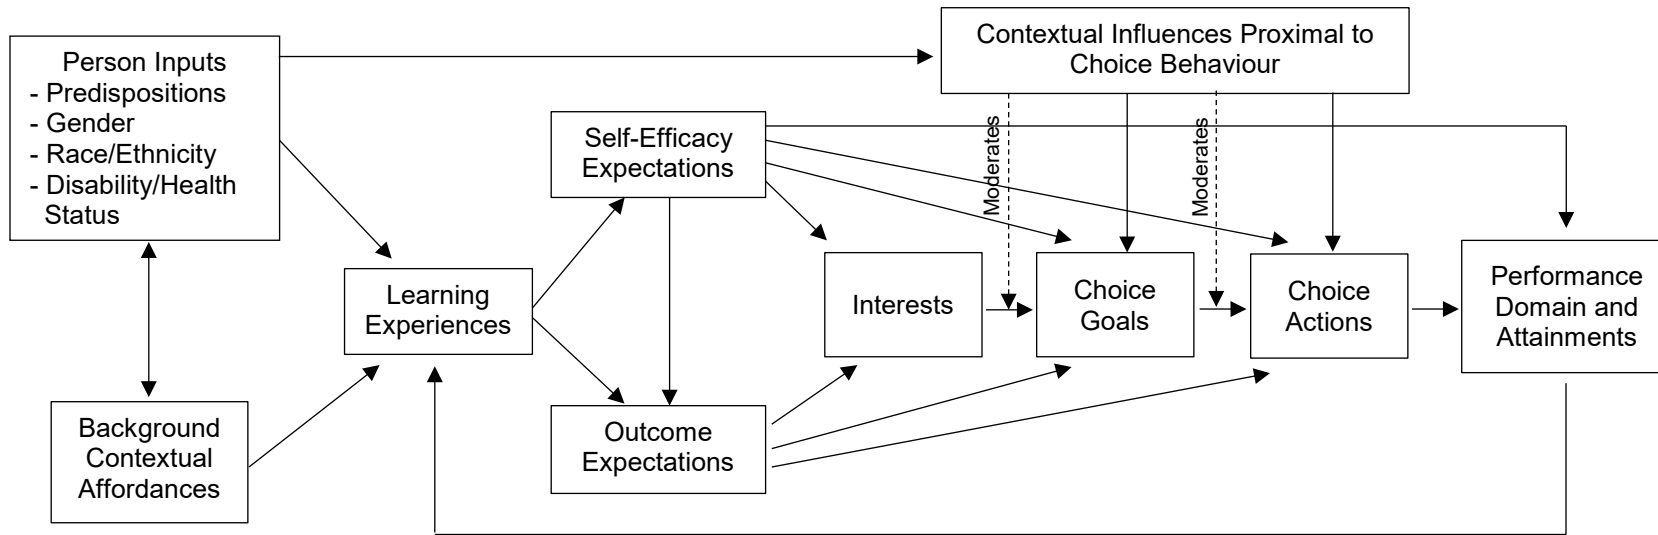 Person Inputs
- Predispositions
- Gender
- Race/Ethnicity
- Disability/Health
Status
Background
Contextual
Affordances
Learning
Experiences
Self-Efficacy
Expectations
Outcome
Expectations
Contextual Influences Proximal to
Choice Behaviour
Moderates
Moderates
Interests
Choice
Goals
Choice
Actions
Performance
Domain and
Attainments